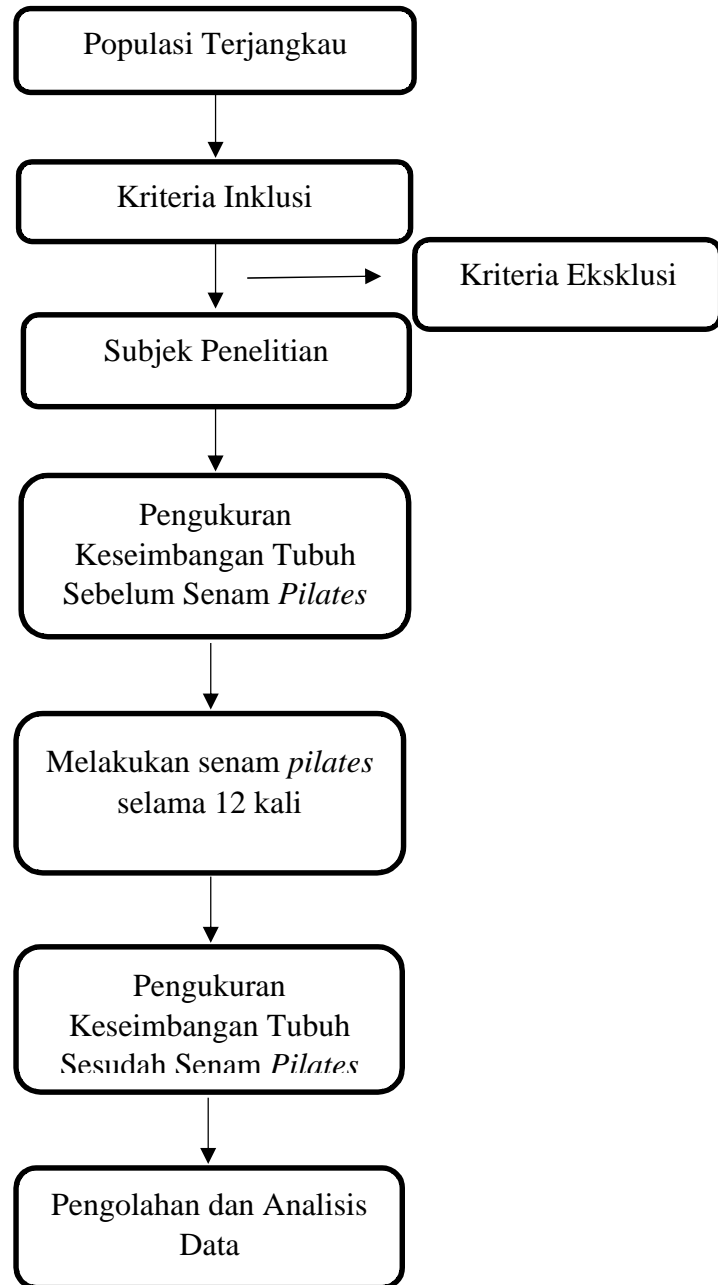 Populasi Terjangkau
Kriteria Inklusi
Kriteria Eksklusi
Subjek Penelitian
Pengukuran
Keseimbangan Tubuh
Sebelum Senam Pilates
Melakukan senam pilates
selama 12 kali
Pengukuran
Keseimbangan Tubuh
Sesudah Senam Pilates
Pengolahan dan Analisis
Data